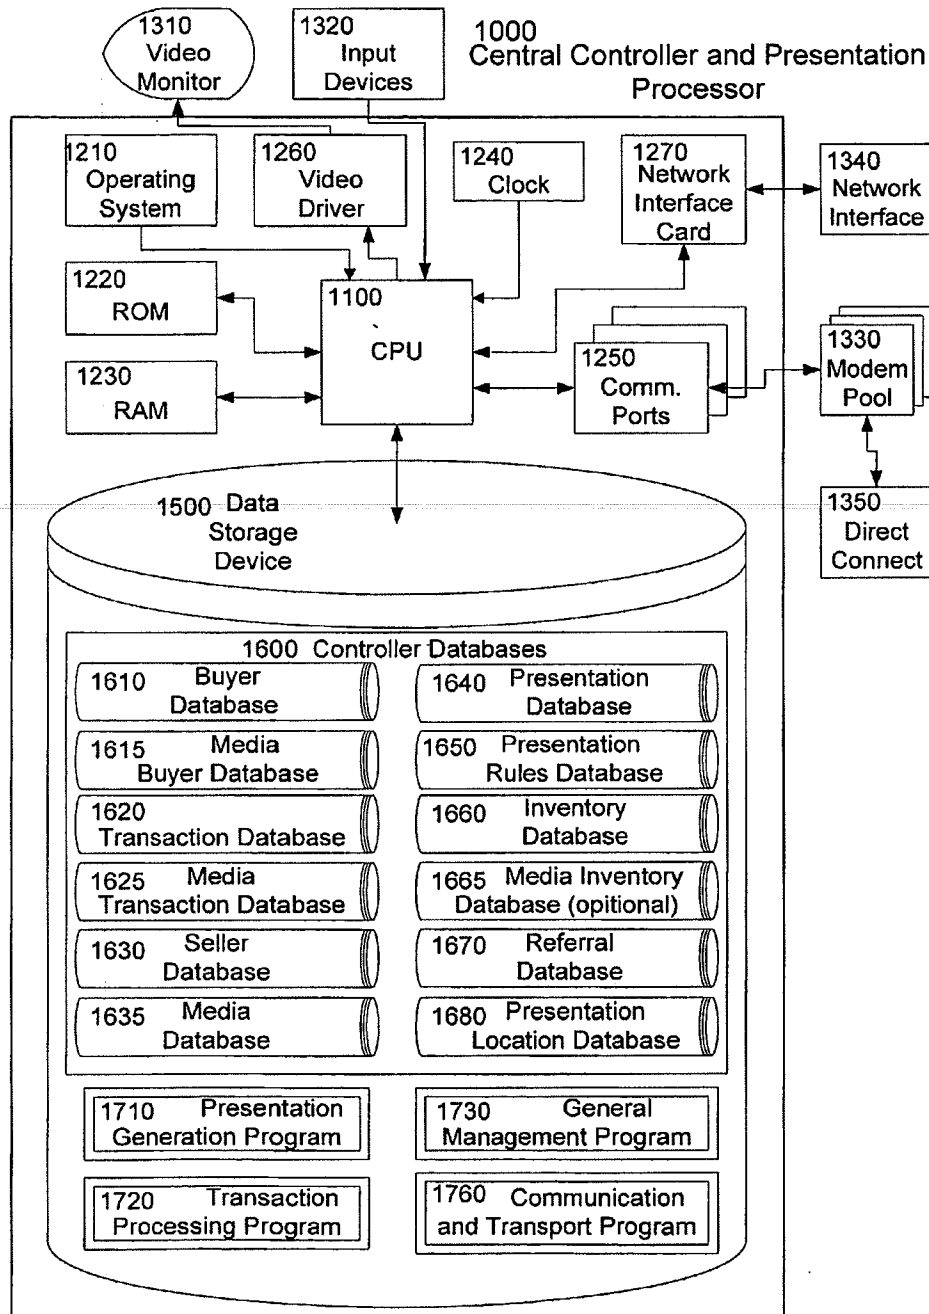 1310
Video
Monitor
1320
Input
Devices
1000
Central Controller and Presentation
Processor
1210
Operating
System
1260
Video
Driver
1240
Clock
1270
Network
Interface
Card
1340
Network
Interface
1220
ROM
1100
CPU
1230
RAM
1250
Comm.
Ports
1330
Modem
Pool
1350
Direct
Connect
1500 Data
Storage
Device
1600 Controller Databases
1610 Buyer
Database
1640 Presentation
Database
1615 Media
Buyer Database
1650 Presentation
Rules Database
1620
Transaction Database
1660 Inventory
Database
1625 Media
Transaction Database
1665 Media Inventory
Database (opitional)
1630 Seller
Database
1670 Referral
Database
1635 Media
Database
1680 Presentation
Location Database
1710 Presentation
Generation Program
1730 General
Management Program
1720 Transaction
Processing Program
1760 Communication
and Transport Program